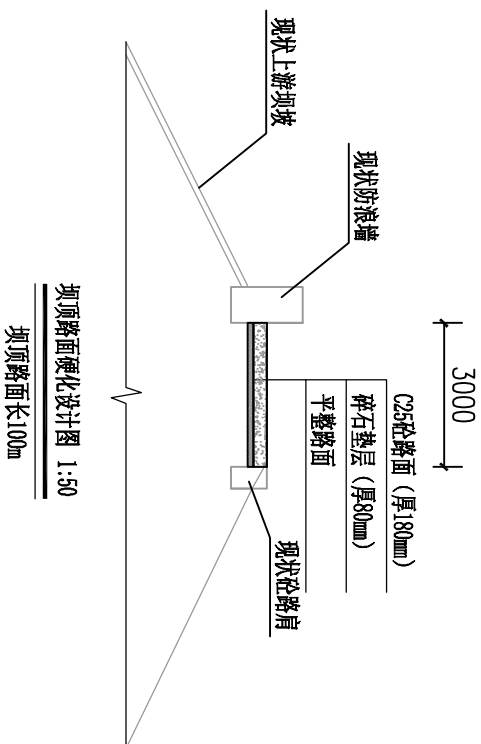 3000
C25砼路面（厚180mm）
碎石垫层（厚80mm）
平整路面
现状防浪墙
现状上游坝坡
现状砼路肩
坝顶路面硬化设计图 1:50
坝顶路面长100m